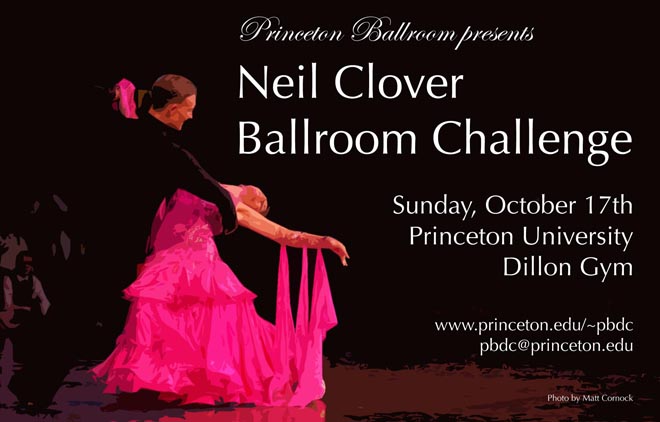 Princeton Ballroom presents
Neil Clover
Ballroom Challenge
Sunday, October 17th
Princeton University
Dillon Gym
www.princeton.edu/~pbdc
pbdc@princeton.edu
Photo by Matt Cornock